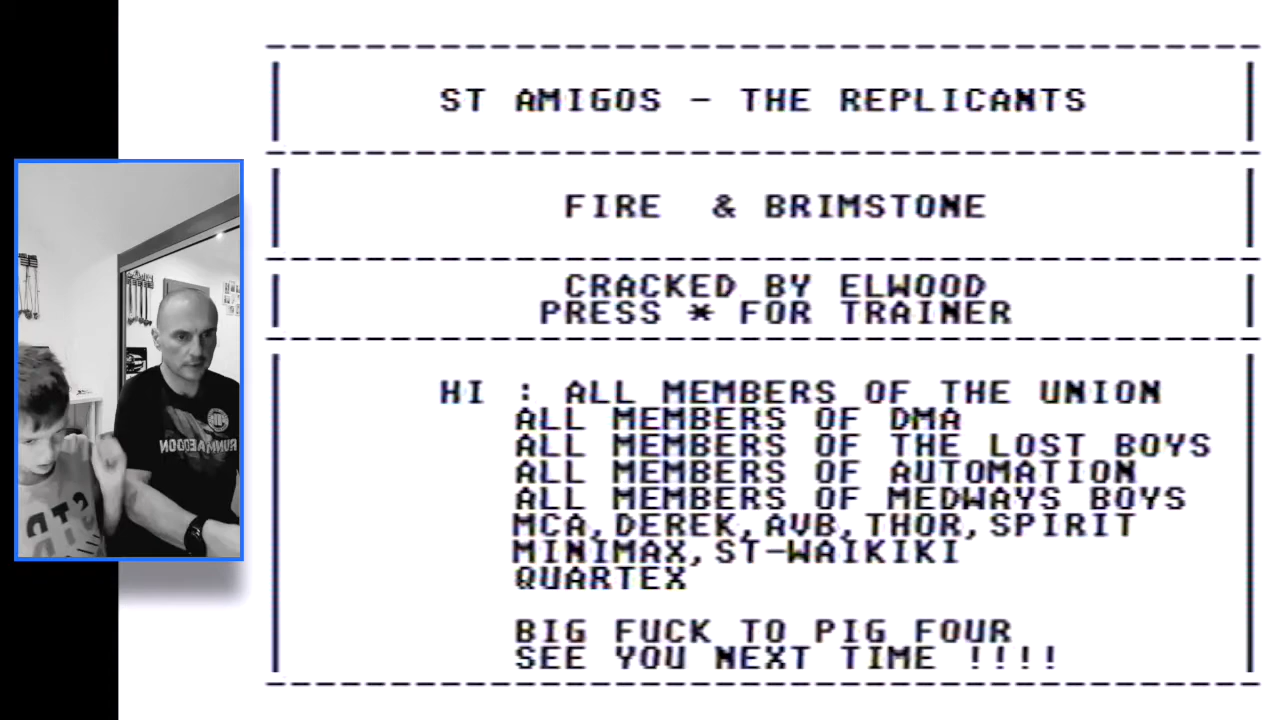 ST AMIGOS - THE REPLICANTS
FIRE & BRIMSTONE
CRACKED BY ELWOOD
PRESS * FOR TRAINER
HI : ALL MEMBERS OF THE UNION
ALL MEMBERS OF DMA
ALL MEMBERS OF THE LOST BOYS
ALL MEMBERS OF AUTOMATION
ALL MEMBERS OF MEDWAYS BOYS
MCA,DEREK,AVB,THOR,SPIRIT
MINIMAX,ST-WAIKIKI
QUARTEX
BIG FUCK TO PIG FOUR
SEE YOU NEXT TIME !!!!